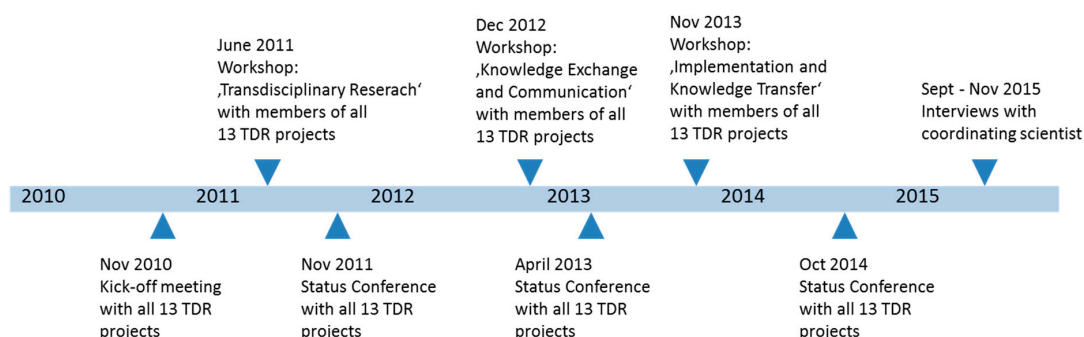 June 2011
Workshop:
‚Transdisciplinary Reserach‘
with members of all
13 TDR projects
Dec 2012
Workshop:
‚Knowledge Exchange
and Communication‘
with members of all
13 TDR projects
Nov 2013
Workshop:
‚Implementation and
Knowledge Transfer‘
with members of all
13 TDR projects
Sept - Nov 2015
Interviews with
coordinating scientist
2010 2011 2012 2013 2014 2015
Nov 2010
Kick-off meeting
with all 13 TDR
projects
Nov 2011
Status Conference
with all 13 TDR
projects
April 2013
Status Conference
with all 13 TDR
projects
Oct 2014
Status Conference
with all 13 TDR
projects